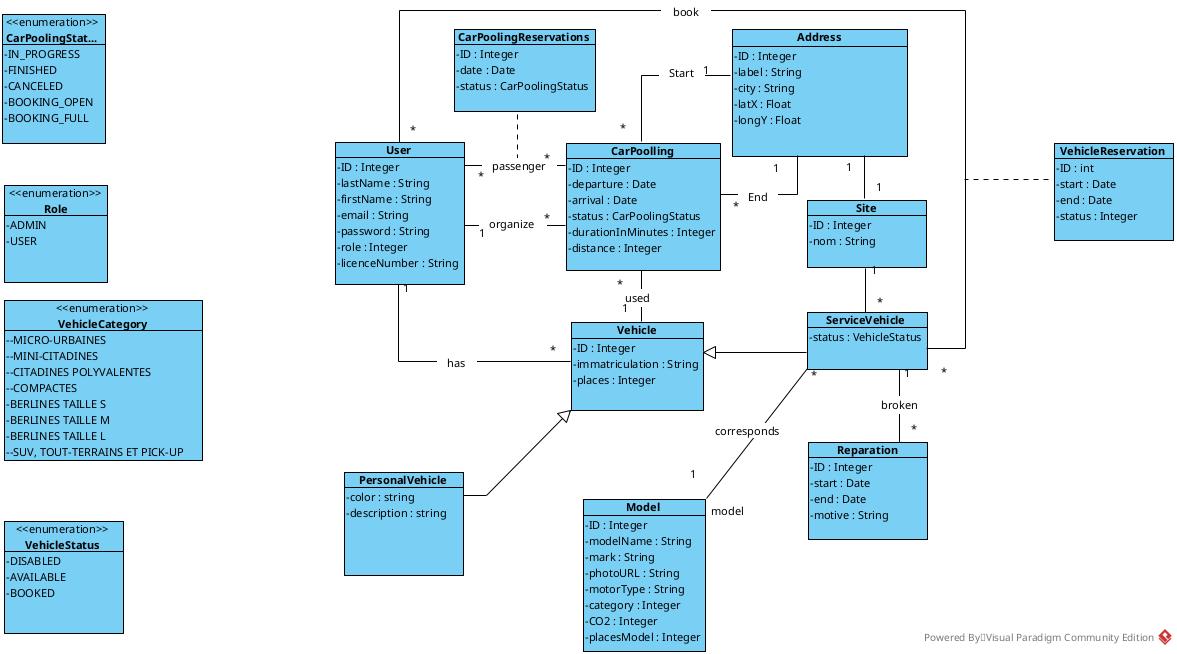 <<enumeration>>
CarPoolingStat...
-IN_PROGRESS
-FINISHED
-CANCELED
-BOOKING_OPEN
-BOOKING_FULL
<<enumeration>>
Role
-ADMIN
-USER
<<enumeration>>
VehicleCategory
--MICRO-URBAINES
--MINI-CITADINES
--CITADINES POLYVALENTES
--COMPACTES
-BERLINES TAILLE S
-BERLINES TAILLE M
-BERLINES TAILLE L
--SUV, TOUT-TERRAINS ET PICK-UP
<<enumeration>>
VehicleStatus
-DISABLED
-AVAILABLE
-BOOKED
book
*
*
CarPoolingReservations
-ID : Integer
-date : Date
-status : CarPoolingStatus
Address
-ID : Integer
-label : String
-city : String
-latX : Float
-longY : Float
Start
1
*
User
-ID : Integer
-lastName : String
-firstName : String
-email : String
-password : String
-role : Integer
-licenceNumber : String
passenger
*
*
organize
1
*
CarPoolling
-ID : Integer
-departure : Date
-arrival : Date
-status : CarPoolingStatus
-durationInMinutes : Integer
-distance : Integer
End
1
*
1
1
Site
-ID : Integer
-nom : String
1
*
VehicleReservation
-ID : int
-start : Date
-end : Date
-status : Integer
*
used
1
1
has
*
Vehicle
-ID : Integer
-immatriculation : String
-places : Integer
ServiceVehicle
-status : VehicleStatus
*
corresponds
1
model
1
broken
*
Reparation
-ID : Integer
-start : Date
-end : Date
-motive : String
PersonalVehicle
-color : string
-description : string
Model
-ID : Integer
-modelName : String
-mark : String
-photoURL : String
-motorType : String
-category : Integer
-CO2 : Integer
-placesModel : Integer
Powered By Visual Paradigm Community Edition